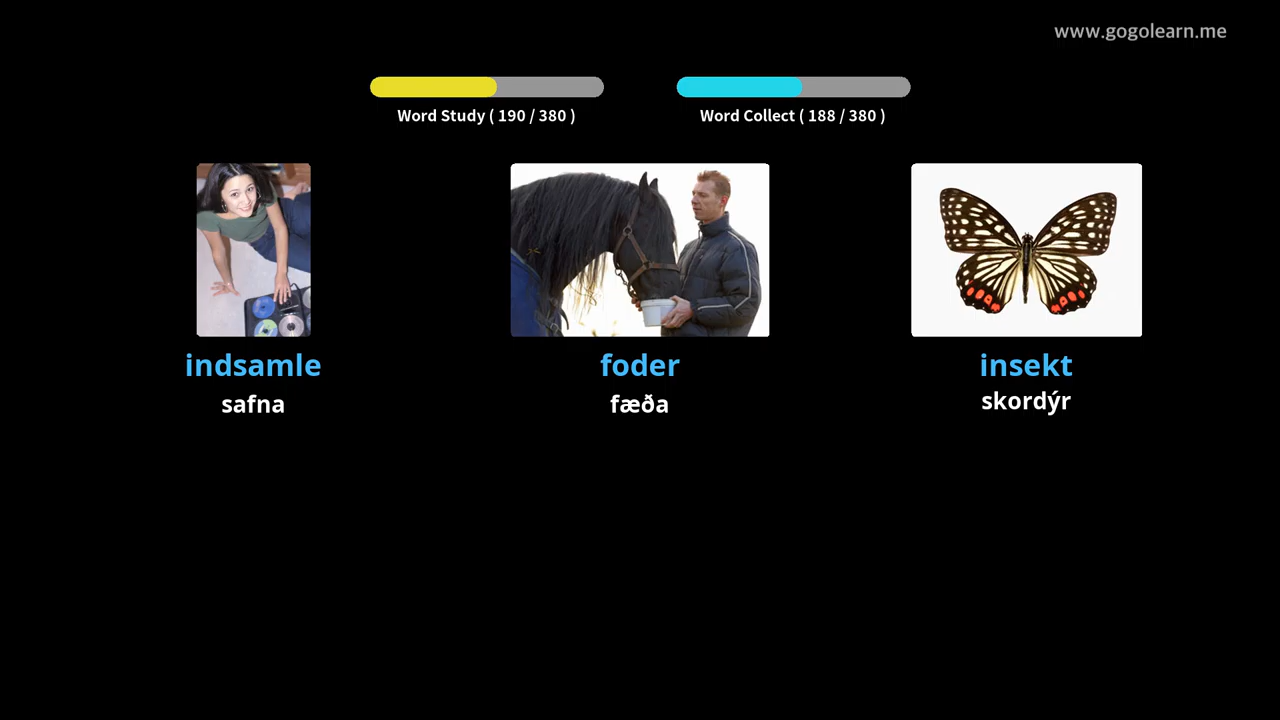 www.gogolearn.me
Word Study ( 190 / 380 )
Word Collect ( 188 / 380 )
indsamle
safna
foder
fæða
insekt
skordýr